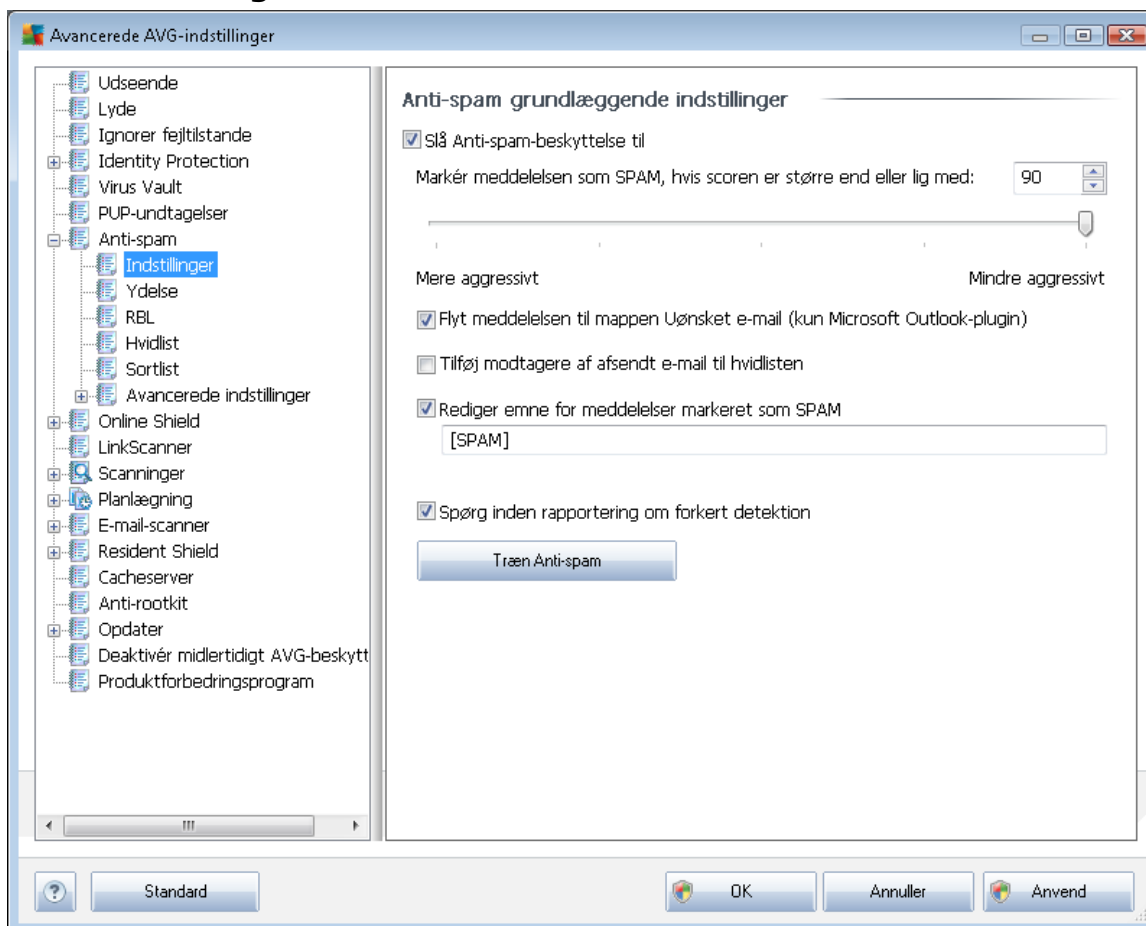 Avancerede AVG-indstillinger
Udseende
Lyde
Ignorer fejltilstande
Identity Protection
Virus Vault
PUP-undtagelser
Anti-spam
Indstillinger
Ydelse
RBL
Hvidlist
Sortlist
Avancerede indstillinger
Online Shield
LinkScanner
Scanninger
Planlægning
E-mail-scanner
Resident Shield
Cacheserver
Anti-rootkit
Opdater
Deaktivér midlertidigt AVG-beskytt
Produktforbedringsprogram
Anti-spam grundlæggende indstillinger
Slå Anti-spam-beskyttelse til
Markér meddelelsen som SPAM, hvis scoren er større end eller lig med: 90
Mere aggressivt Mindre aggressivt
Flyt meddelelsen til mappen Uønsket e-mail (kun Microsoft Outlook-plugin)
Tilføj modtagere af afsendt e-mail til hvidlisten
Rediger emne for meddelelser markeret som SPAM
[SPAM]
Spørg inden rapportering om forkert detektion
Træn Anti-spam
? Standard OK Annuller Anvend